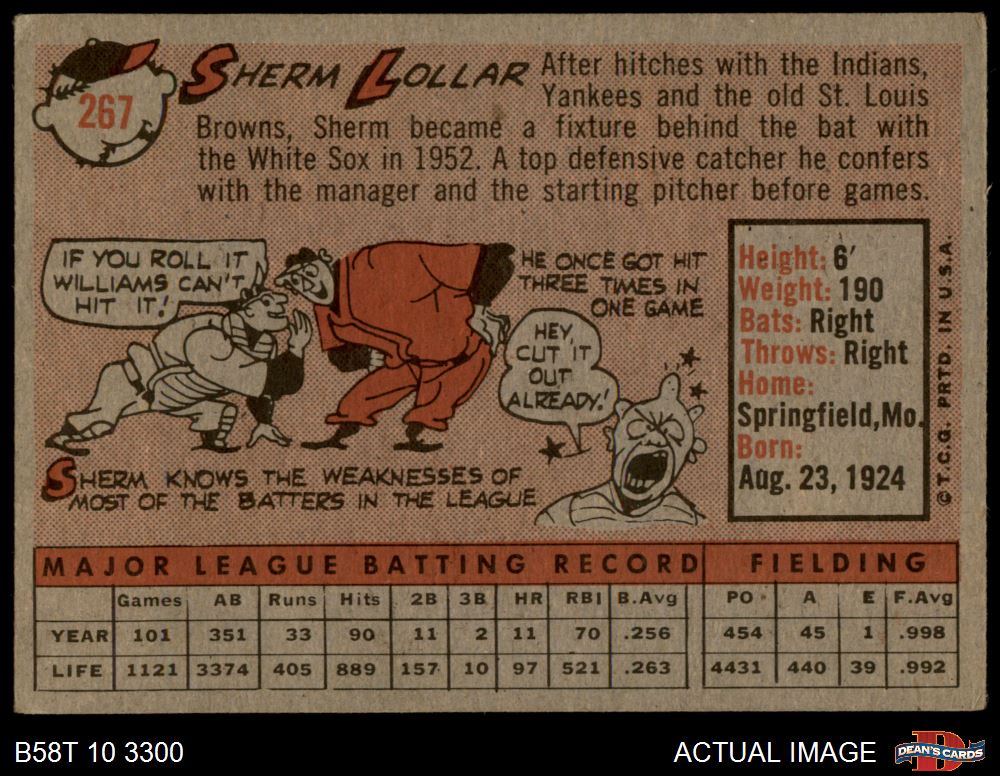 267
SHERM LOLLAR
After hitches with the Indians,
Yankees and the old St. Louis
Browns, Sherm became a fixture behind the bat with
the White Sox in 1952. A top defensive catcher he confers
with the manager and the starting pitcher before games.
IF YOU ROLL IT
WILLIAMS CAN'T
HIT IT!
SHERM KNOWS THE WEAKNESSES OF
MOST OF THE BATTERS IN THE LEAGUE
HE ONCE GOT HIT
THREE TIMES IN
ONE GAME
HEY,
CUT IT
OUT
ALREADY!
Height: 6'
Weight: 190
Bats: Right
Throws: Right
Home:
Springfield, Mo.
Born:
Aug. 23, 1924
©T.C.G. PRTD. IN U.S.A.
MAJOR LEAGUE BATTING RECORD FIELDING
Games AB Runs Hits 2B 3B HR RBI B.Avg PO A E F.Avg
YEAR 101 351 33 90 11 2 11 70 .256 454 45 1 .998
LIFE 1121 3374 405 889 157 10 97 521 .263 4431 440 39 .992
B58T 10 3300
ACTUAL IMAGE
DEAN'S CARDS